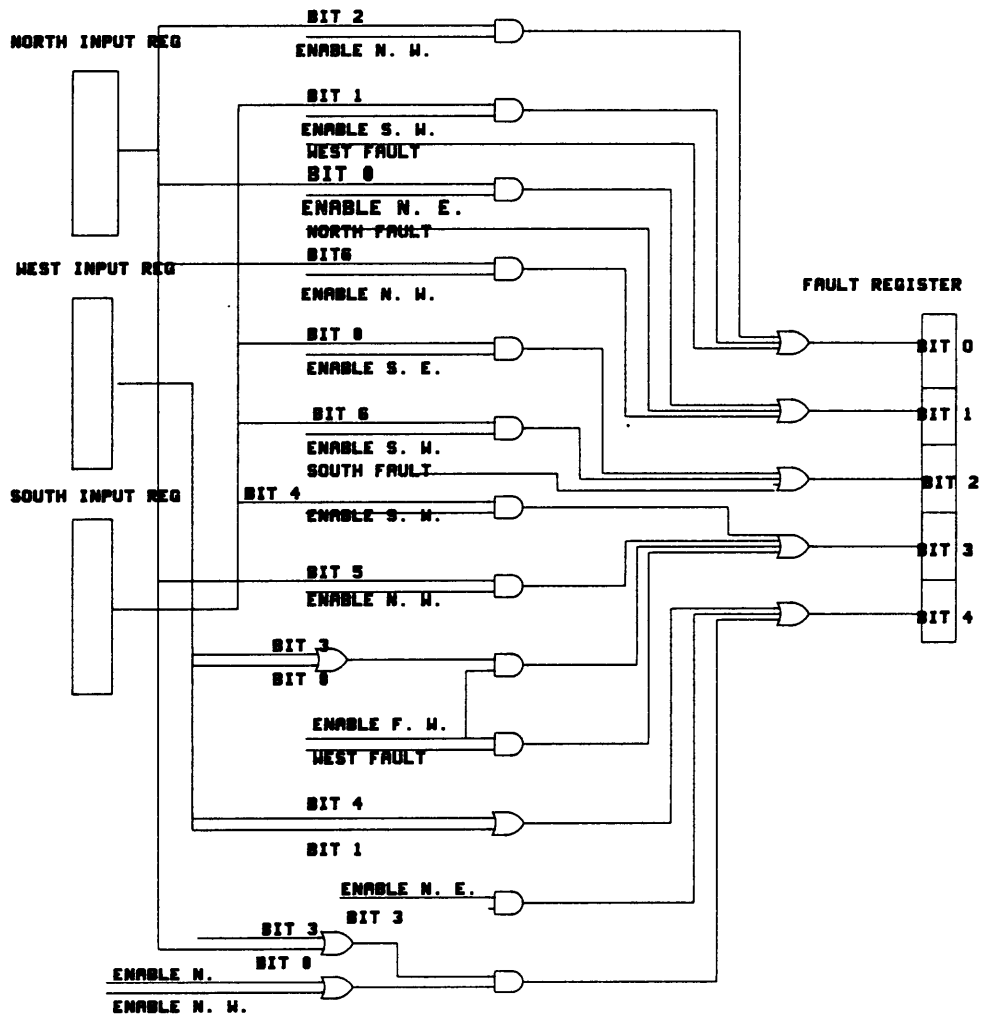 BIT 2
NORTH INPUT REG
ENABLE N. W.
BIT 1
ENABLE S. W.
WEST FAULT
BIT 0
ENABLE N. E.
NORTH FAULT
BIT6
WEST INPUT REG
ENABLE N. W.
FAULT REGISTER
BIT 0
ENABLE S. E.
BIT 0
BIT 1
BIT 6
ENABLE S. W.
SOUTH FAULT
BIT 2
SOUTH INPUT REG
BIT 4
ENABLE S. W.
BIT 3
BIT 5
ENABLE N. W.
BIT 4
BIT 3
BIT 0
ENABLE F. W.
WEST FAULT
BIT 4
BIT 1
ENABLE N. E.
BIT 3
BIT 3
BIT 0
ENABLE N.
ENABLE N. W.